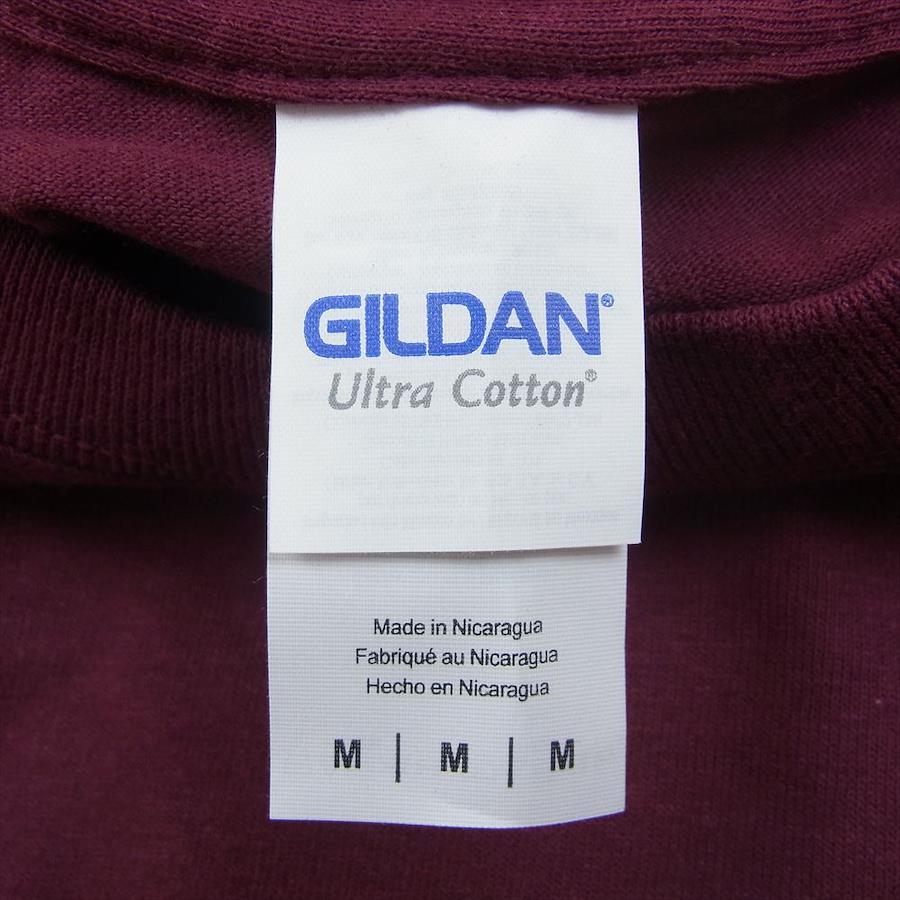 GILDAN®
Ultra Cotton®
Made in Nicaragua
Fabriqué au Nicaragua
Hecho en Nicaragua
M | M | M